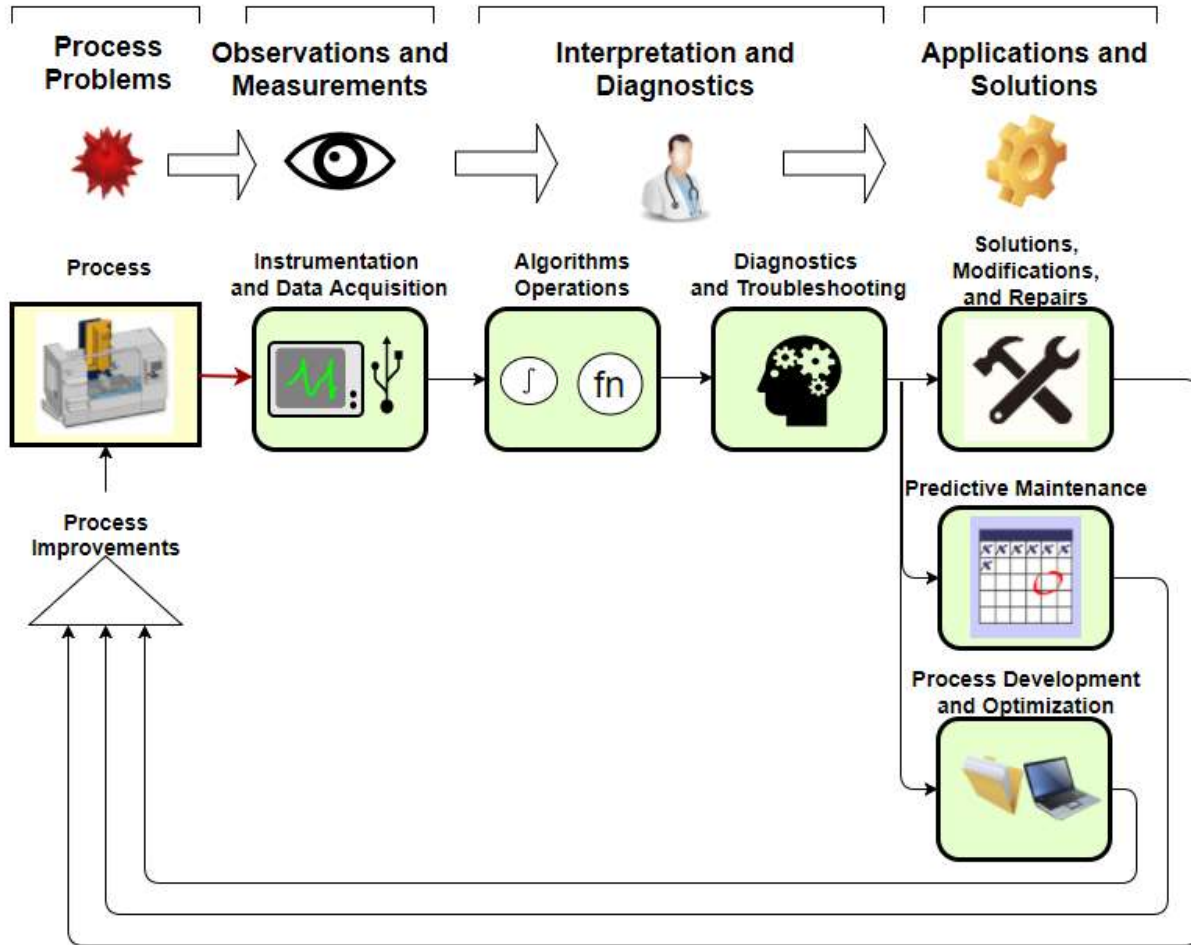 Process
Problems
Observations and
Measurements
Interpretation and
Diagnostics
Applications and
Solutions
Process
Instrumentation
and Data Acquisition
Algorithms
Operations
∫
fn
Diagnostics
and Troubleshooting
Solutions,
Modifications,
and Repairs
Predictive Maintenance
Process
Improvements
Process Development
and Optimization